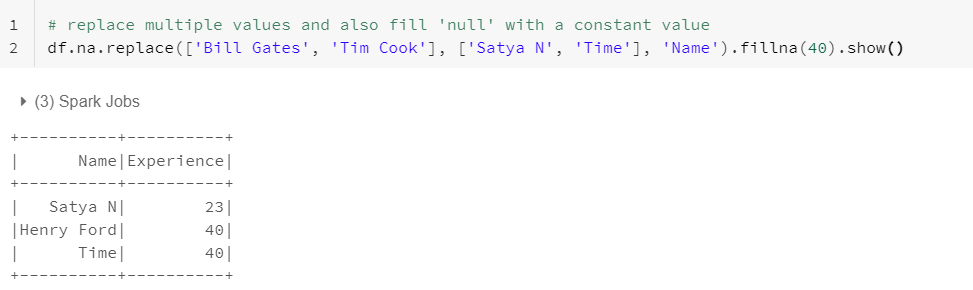 1 # replace multiple values and also fill 'null' with a constant value
2 df.na.replace(['Bill Gates', 'Tim Cook'], ['Satya N', 'Time'], 'Name').fillna(40).show()
(3) Spark Jobs
+----------+----------+
|      Name|Experience|
+----------+----------+
|   Satya N|        23|
|Henry Ford|        40|
|      Time|        40|
+----------+----------+